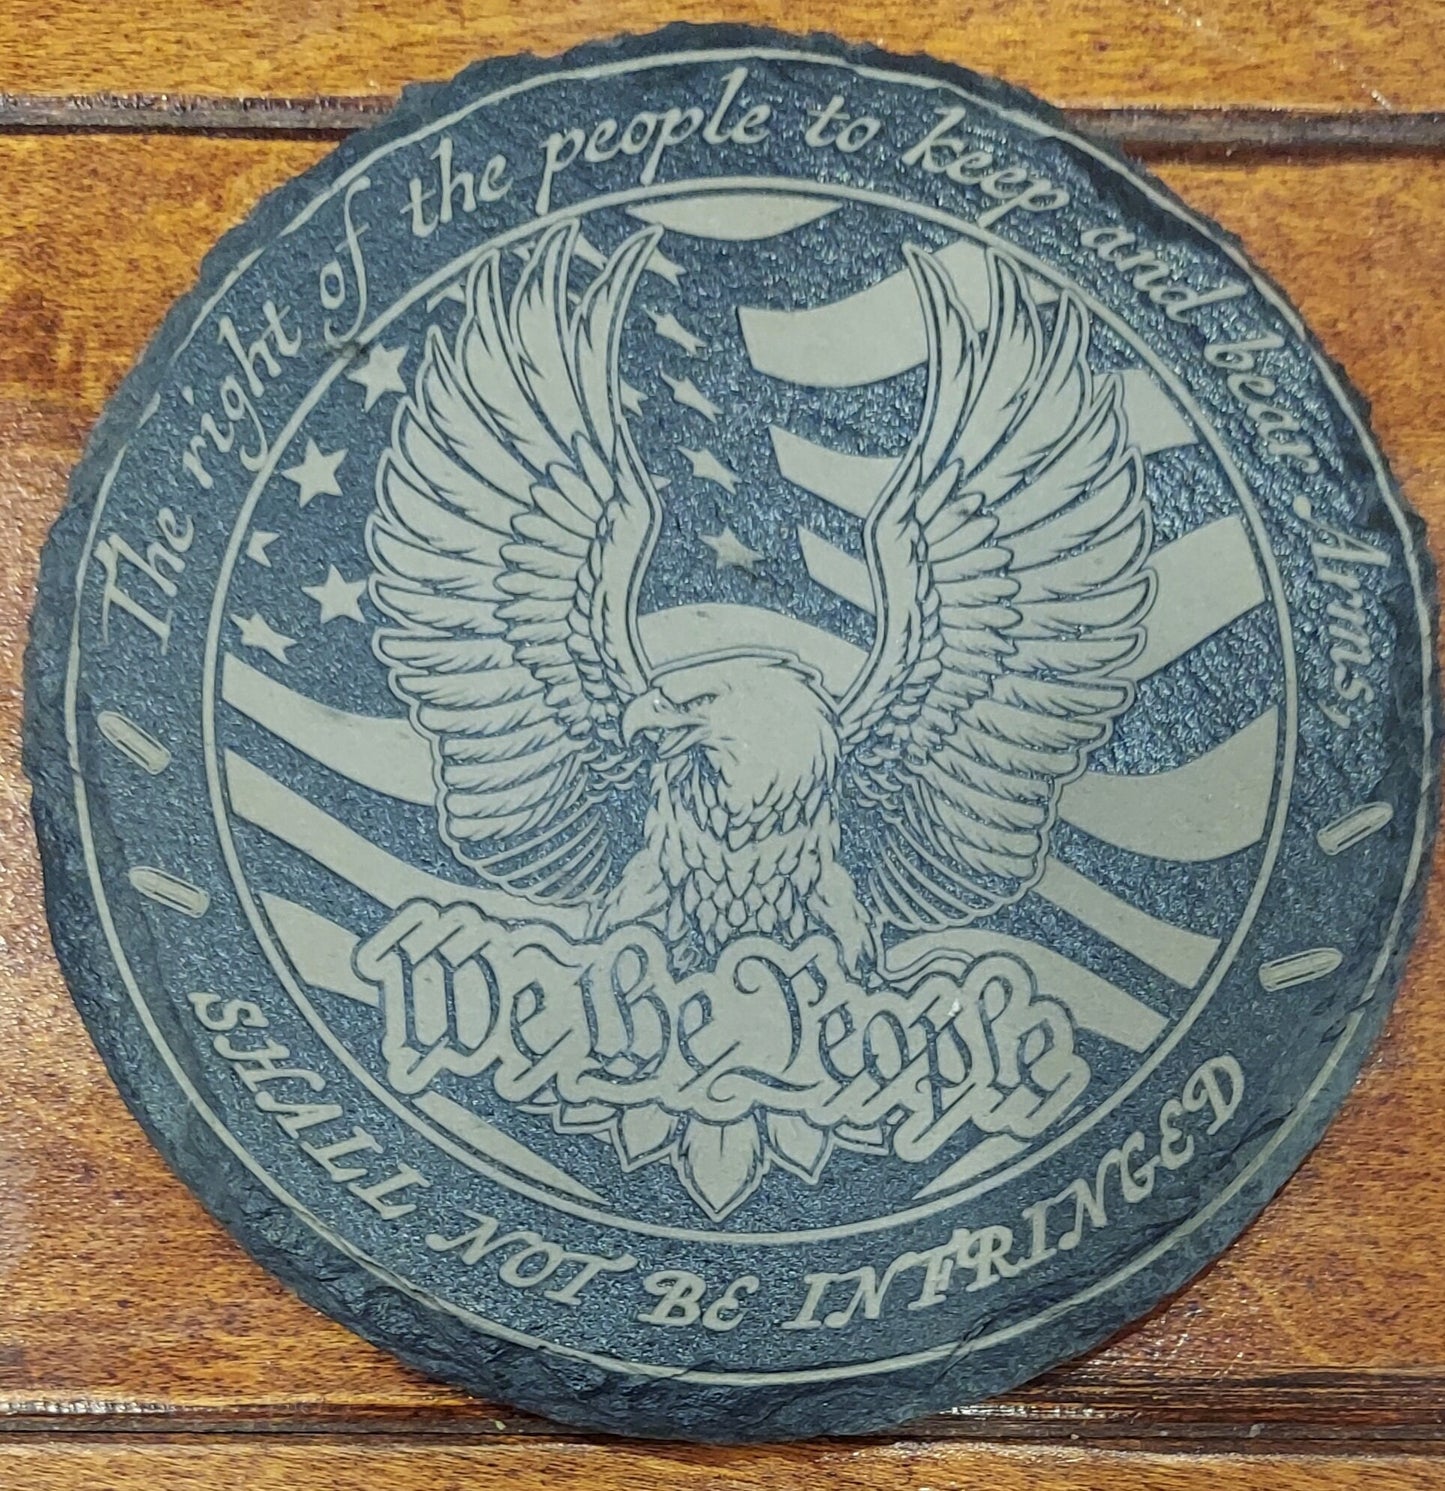 The right of the people to keep and bear Arms,
We the People
SHALL NOT BE INFRINGED